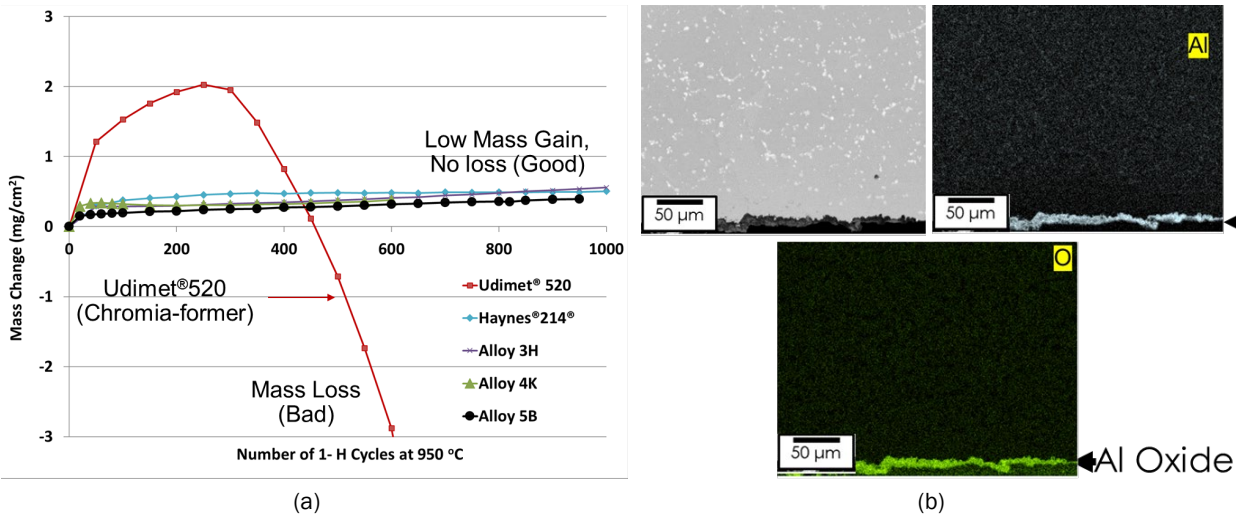 3
2
1
0
-1
-2
-3
Mass Change (mg/cm²)
0
200
400
600
800
1000
Low Mass Gain,
No loss (Good)
Udimet®520
(Chromia-former)
Mass Loss
(Bad)
Udimet® 520
Haynes®214®
Alloy 3H
Alloy 4K
Alloy 5B
Number of 1- H Cycles at 950 °C
(a)
50 µm
Al
50 µm
O
50 µm
Al Oxide
(b)